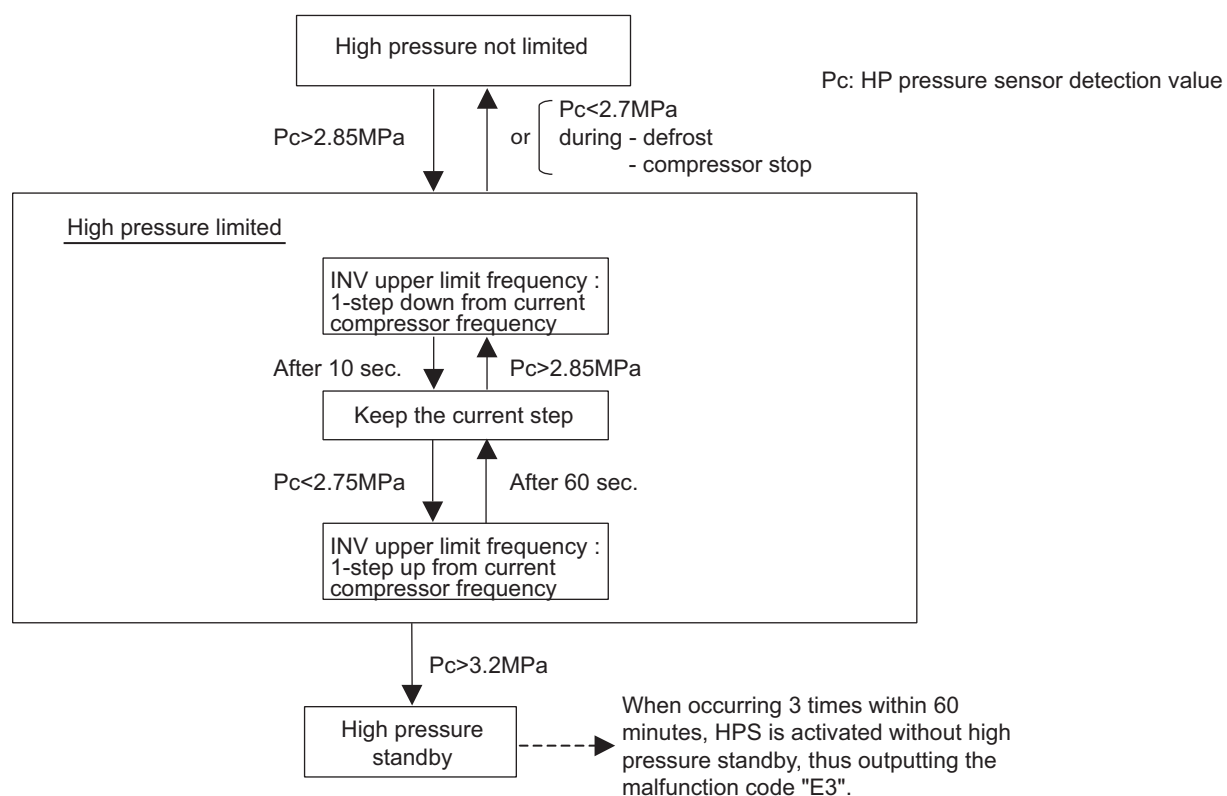 High pressure not limited
Pc: HP pressure sensor detection value
Pc>2.85MPa
or
Pc<2.7MPa
during - defrost
- compressor stop
High pressure limited
INV upper limit frequency :
1-step down from current
compressor frequency
After 10 sec.
Pc>2.85MPa
Keep the current step
Pc<2.75MPa
After 60 sec.
INV upper limit frequency :
1-step up from current
compressor frequency
Pc>3.2MPa
High pressure
standby
When occurring 3 times within 60
minutes, HPS is activated without high
pressure standby, thus outputting the
malfunction code "E3".